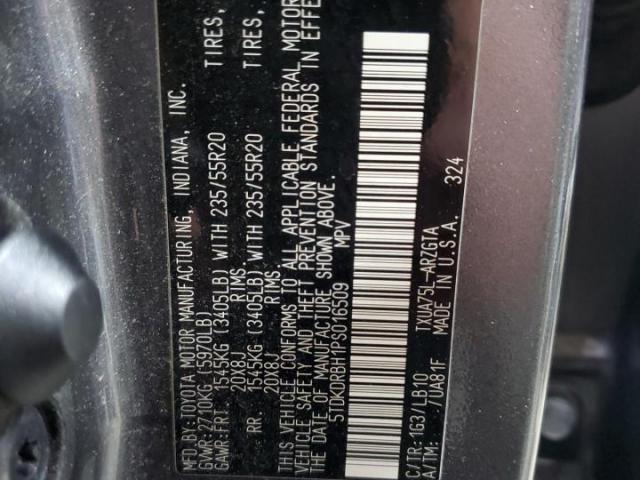 MFD. BY: TOYOTA MOTOR MANUFACTURING, INDIANA, INC.
GVWR: 2710KG (5970LB)
GAWR: FRT. 1545KG (3405LB) WITH 235/55R20 TIRES,
20X8J RIMS
RR. 1545KG (3405LB) WITH 235/55R20 TIRES,
20X8J RIMS
THIS VEHICLE CONFORMS TO ALL APPLICABLE FEDERAL MOTOR
VEHICLE SAFETY AND THEFT PREVENTION STANDARDS IN EFFE
THE DATE OF MANUFACTURE SHOWN ABOVE.
MPV
C/TR: 1G3/LB10 TXUA75L-ARZGTA
A/TM: -/UA81F MADE IN U.S.A. 324